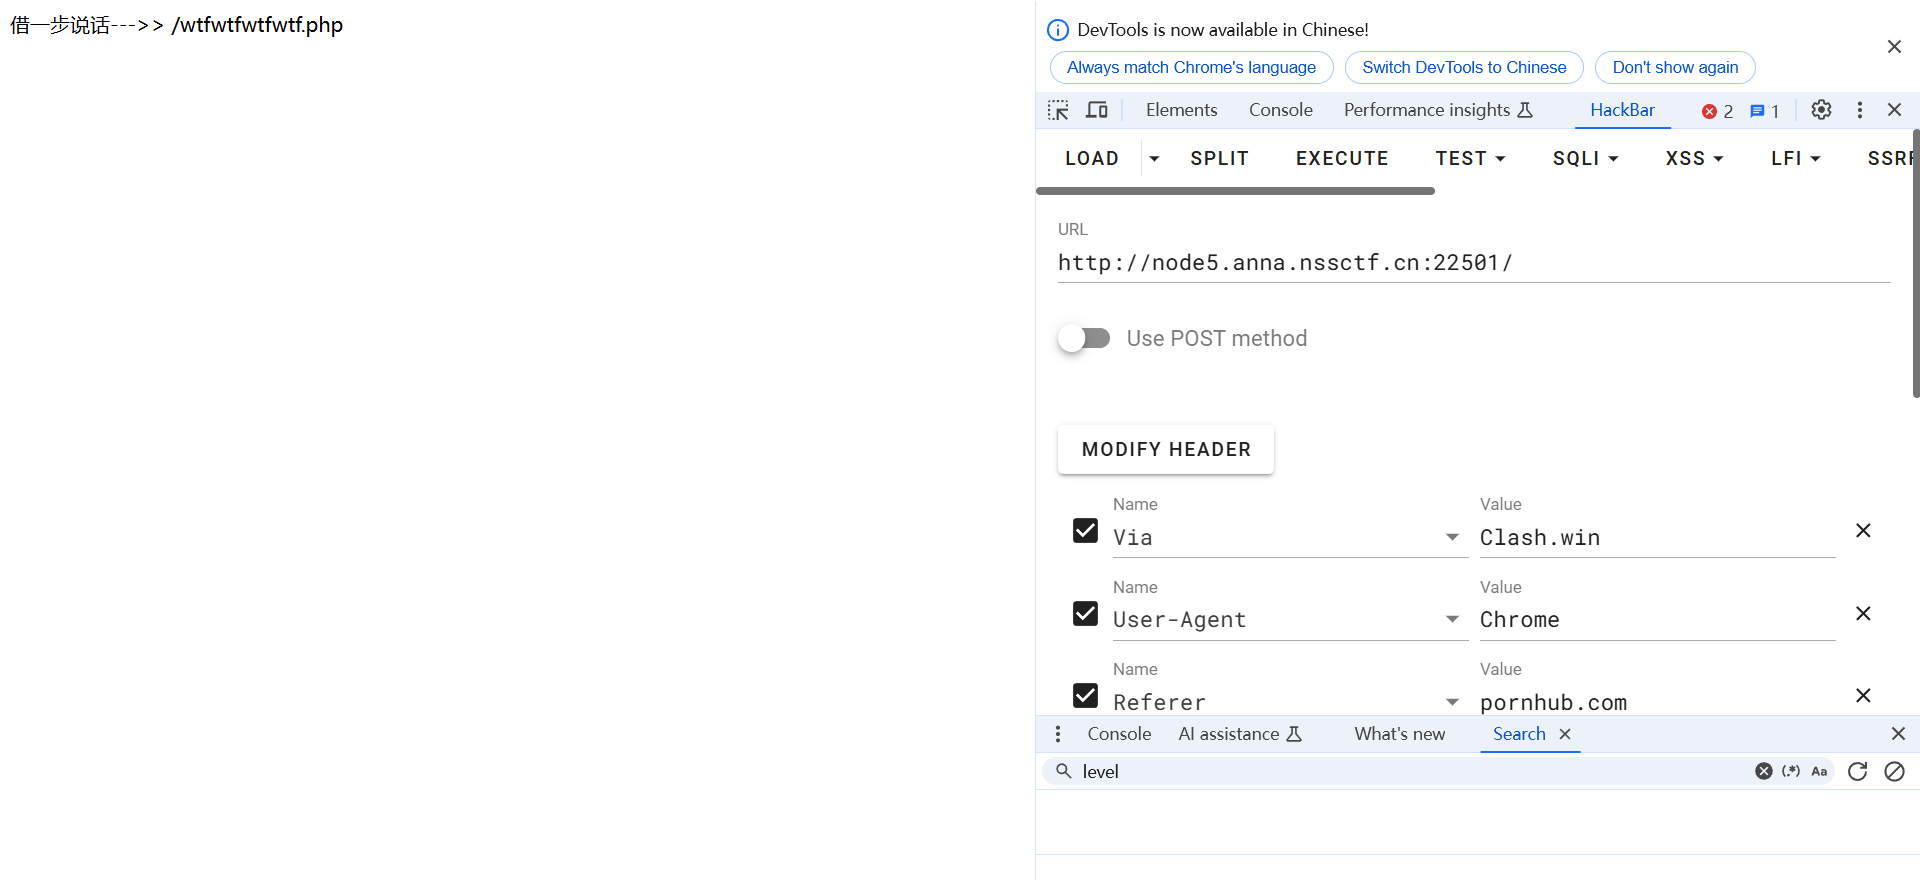 借一步说话--->> /wtfwtfwtfwtf.php
DevTools is now available in Chinese!
Always match Chrome's language
Switch DevTools to Chinese
Don't show again
Elements
Console
Performance insights
HackBar
2
1
LOAD
SPLIT
EXECUTE
TEST
SQLI
XSS
LFI
SSRF
URL
http://node5.anna.nssctf.cn:22501/
Use POST method
MODIFY HEADER
Name
Value
Via
Clash.win
Name
Value
User-Agent
Chrome
Name
Value
Referer
pornhub.com
Console
AI assistance
What's new
Search
level
(.*)
Aa